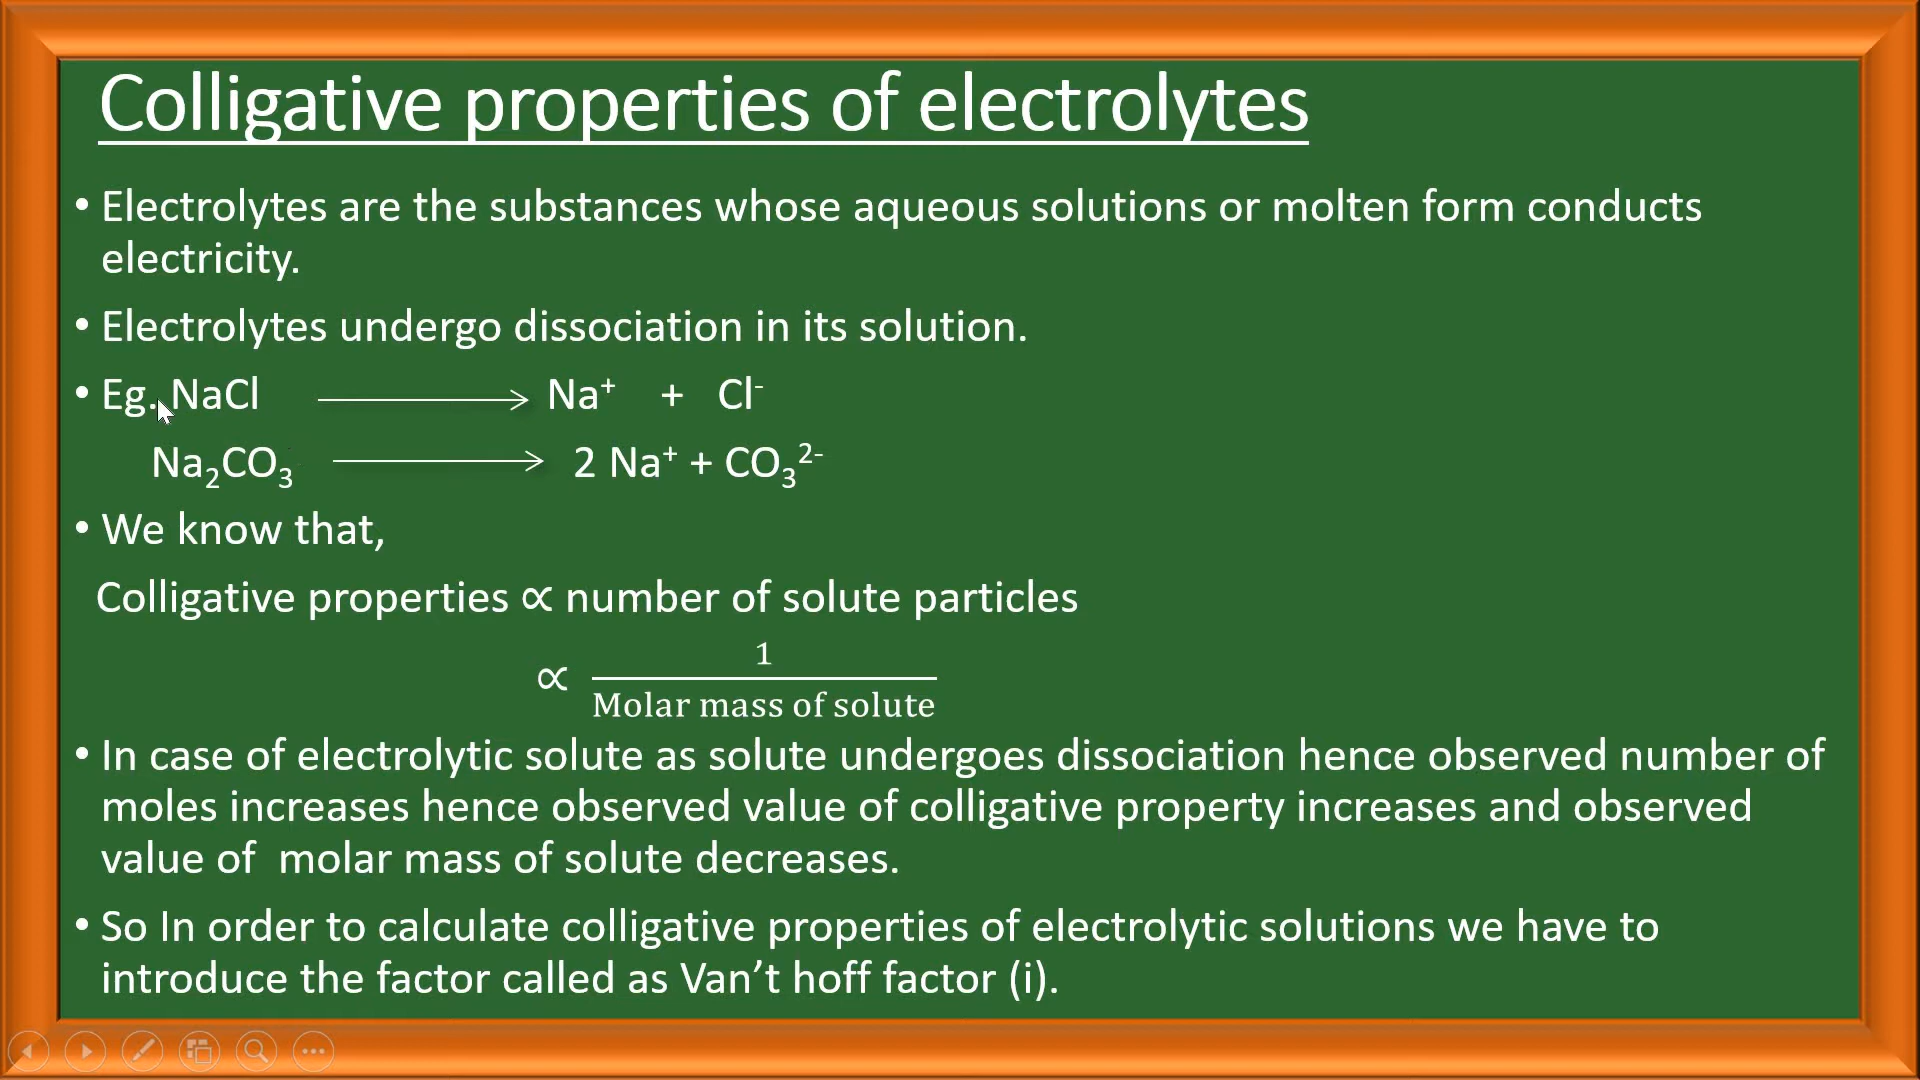 Colligative properties of electrolytes
• Electrolytes are the substances whose aqueous solutions or molten form conducts
electricity.
• Electrolytes undergo dissociation in its solution.
• Eg. NaCl ⟶ Na⁺ + Cl⁻
Na₂CO₃ ⟶ 2 Na⁺ + CO₃²⁻
• We know that,
Colligative properties ∝ number of solute particles
1
∝
Molar mass of solute
• In case of electrolytic solute as solute undergoes dissociation hence observed number of
moles increases hence observed value of colligative property increases and observed
value of molar mass of solute decreases.
• So In order to calculate colligative properties of electrolytic solutions we have to
introduce the factor called as Van’t hoff factor (i).